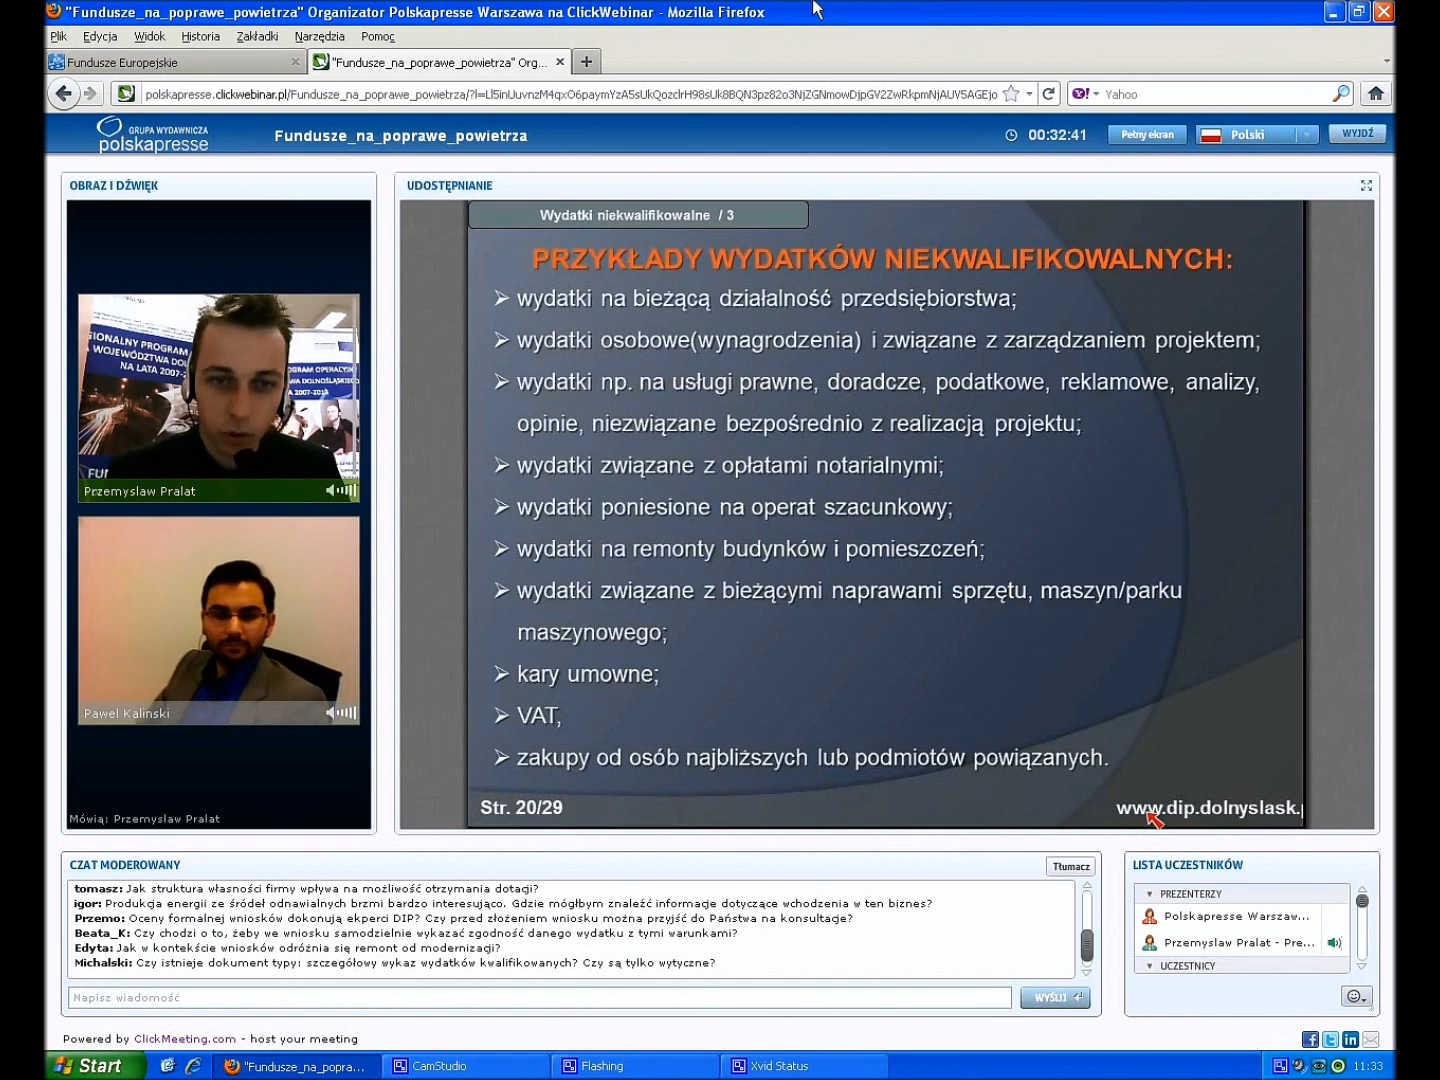 "Fundusze_na_poprawe_powietrza" Organizator Polskapresse Warszawa na ClickWebinar - Mozilla Firefox
Plik Edycja Widok Historia Zakładki Narzędzia Pomoc
Fundusze Europejskie
"Fundusze_na_poprawe_powietrza" Org...
Yahoo
GRUPA WYDAWNICZA
polskapresse
Fundusze_na_poprawe_powietrza
00:32:41
Pełny ekran
Polski
WYJDŹ
OBRAZ I DŹWIĘK
Przemyslaw Pralat
Pawel Kalinski
Mówią: Przemyslaw Pralat
UDOSTĘPNIANIE
Wydatki niekwalifikowalne / 3
PRZYKŁADY WYDATKÓW NIEKWALIFIKOWALNYCH:
wydatki na bieżącą działalność przedsiębiorstwa;
wydatki osobowe(wynagrodzenia) i związane z zarządzaniem projektem;
wydatki np. na usługi prawne, doradcze, podatkowe, reklamowe, analizy,
opinie, niezwiązane bezpośrednio z realizacją projektu;
wydatki związane z opłatami notarialnymi;
wydatki poniesione na operat szacunkowy;
wydatki na remonty budynków i pomieszczeń;
wydatki związane z bieżącymi naprawami sprzętu, maszyn/parku
maszynowego;
kary umowne;
VAT,
zakupy od osób najbliższych lub podmiotów powiązanych.
Str. 20/29
www.dip.dolnyslask.
CZAT MODEROWANY
Tłumacz
tomasz: Jak struktura własności firmy wpływa na możliwość otrzymania dotacji?
igor: Produkcja energii ze źródeł odnawialnych brzmi bardzo interesująco. Gdzie mógłbym znaleźć informacje dotyczące wchodzenia w ten biznes?
Przemo: Oceny formalnej wniosków dokonują ekperci DIP? Czy przed złożeniem wniosku można przyjść do Państwa na konsultacje?
Beata_K: Czy chodzi o to, żeby we wniosku samodzielnie wykazać zgodność danego wydatku z tymi warunkami?
Edyta: Jak w kontekście wniosków odróżnia się remont od modernizacji?
Michalski: Czy istnieje dokument typu: szczegółowy wykaz wydatków kwalifikowanych? Czy są tylko wytyczne?
Napisz wiadomość
WYŚLIJ
LISTA UCZESTNIKÓW
PREZENTERZY
Polskapresse Warszaw...
Przemyslaw Pralat - Pre...
UCZESTNICY
Powered by ClickMeeting.com - host your meeting
Start
"Fundusze_na_popra...
CamStudio
Flashing
Xvid Status
11:33